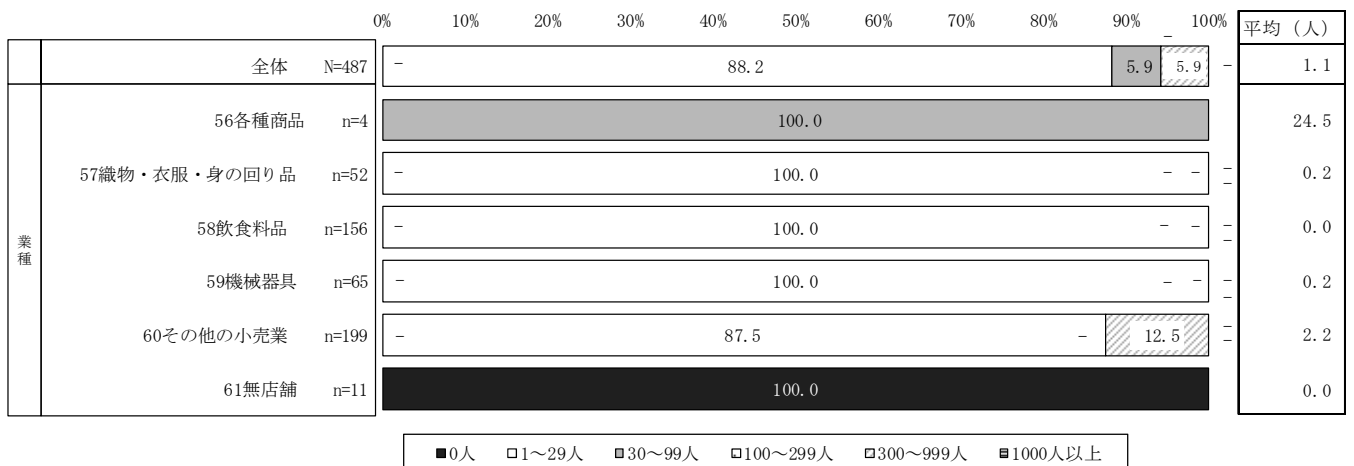 0% 10% 20% 30% 40% 50% 60% 70% 80% 90% 100%
平均（人）
全体 N=487 － 88.2 5.9 － 5.9 － 1.1
業種
56各種商品 n=4 100.0 24.5
57織物・衣服・身の回り品 n=52 － 100.0 － － － － 0.2
58飲食料品 n=156 － 100.0 － － － － 0.0
59機械器具 n=65 － 100.0 － － － － 0.2
60その他の小売業 n=199 － 87.5 － 12.5 － － 2.2
61無店舗 n=11 100.0 0.0
■0人 □1～29人 ■30～99人 □100～299人 ▨300～999人 ▤1000人以上